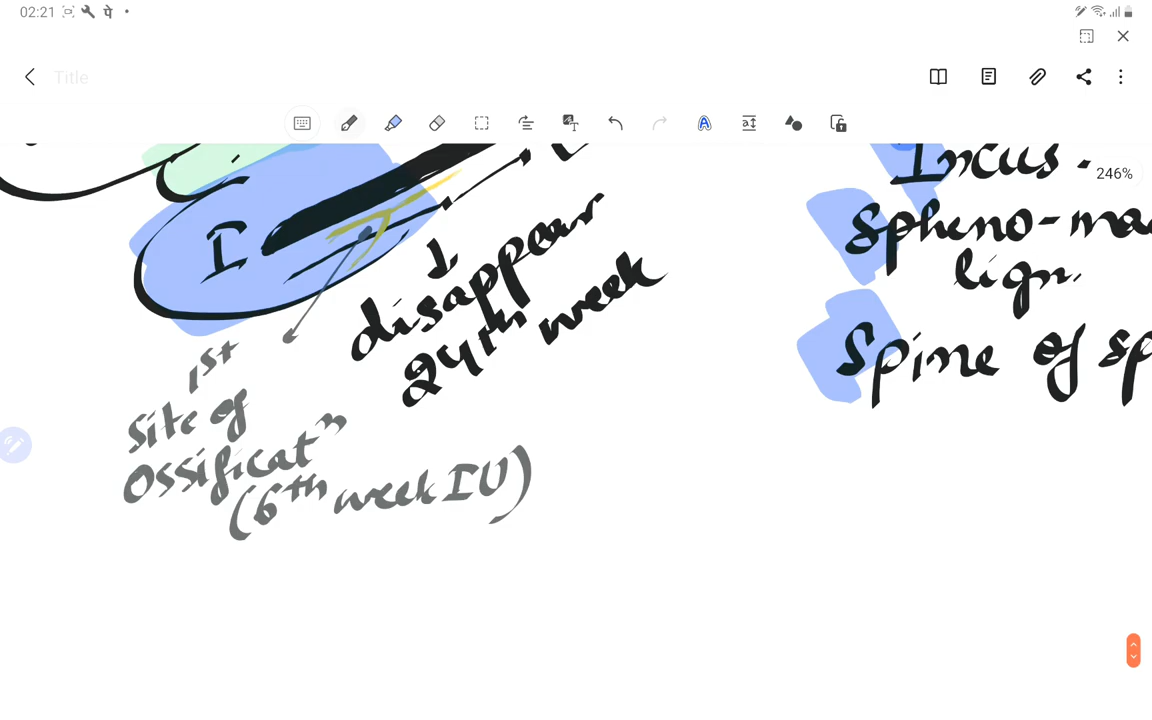 02:21
Title
246%
I
disappear
24th week
1st
Site of
Ossificatn
(6th week IU)
Incus.
Spheno-ma
lign.
Spine of sp